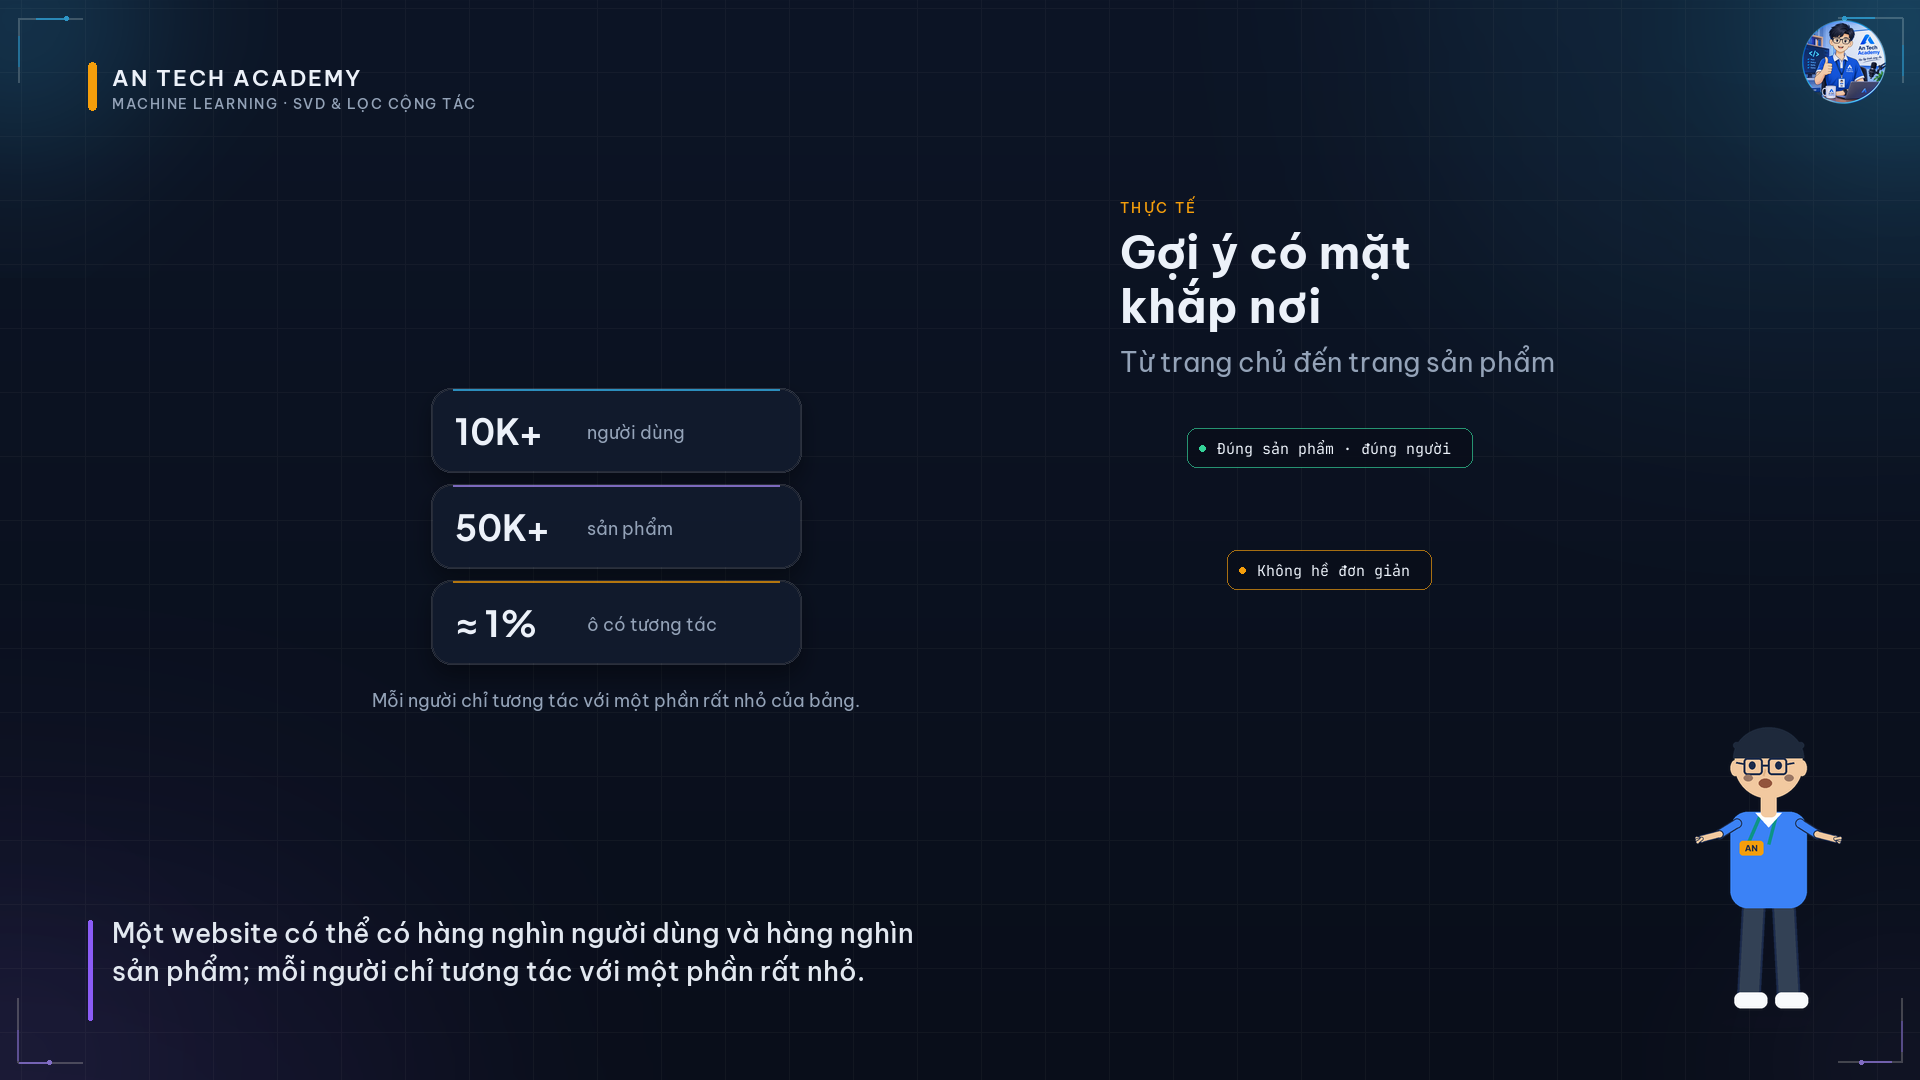 AN TECH ACADEMY
MACHINE LEARNING · SVD & LỌC CỘNG TÁC
An Tech
Academy
THỰC TẾ
Gợi ý có mặt
khắp nơi
Từ trang chủ đến trang sản phẩm
Đúng sản phẩm · đúng người
Không hề đơn giản
10K+ người dùng
50K+ sản phẩm
≈ 1% ô có tương tác
Mỗi người chỉ tương tác với một phần rất nhỏ của bảng.
AN
Một website có thể có hàng nghìn người dùng và hàng nghìn
sản phẩm; mỗi người chỉ tương tác với một phần rất nhỏ.